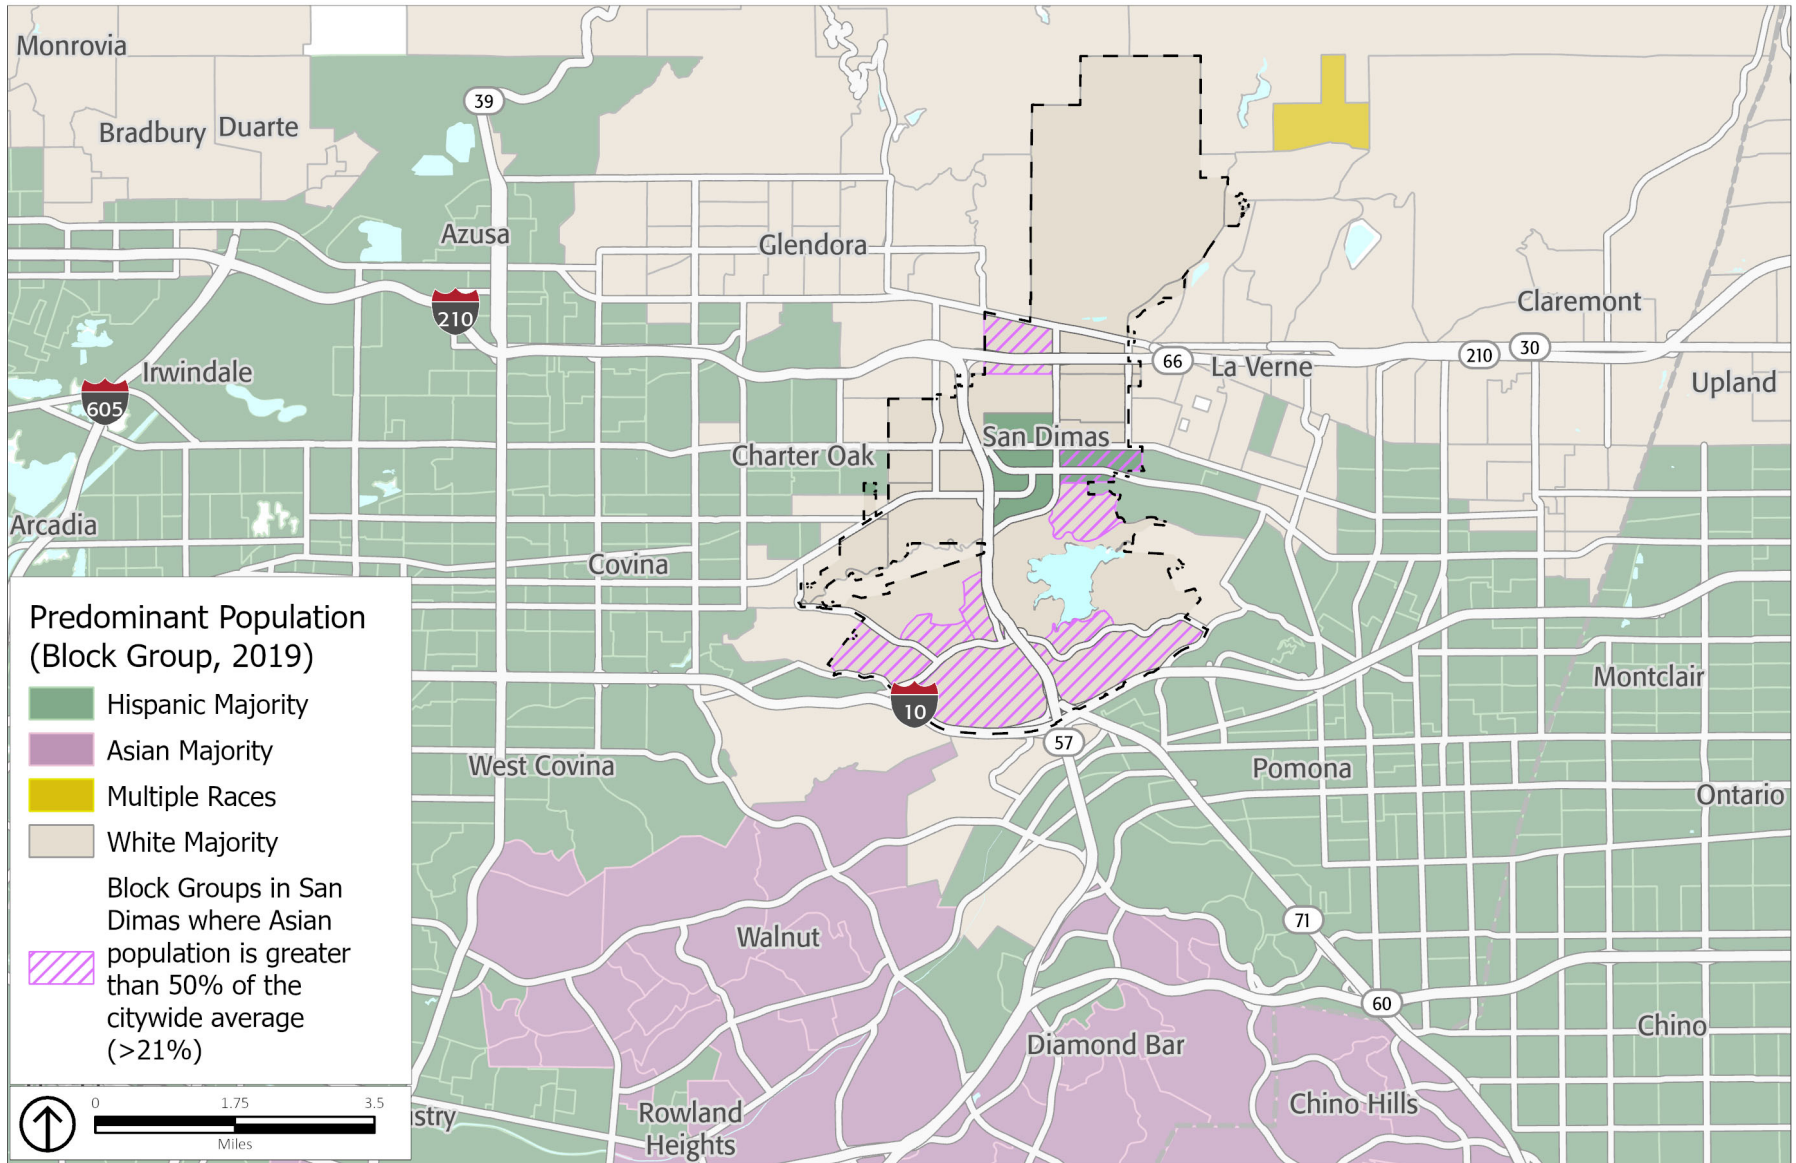 Monrovia
39
Bradbury
Duarte
Azusa
Glendora
Claremont
210
Irwindale
66
La Verne
210
30
Upland
605
San Dimas
Charter Oak
Arcadia
Covina
Predominant Population
(Block Group, 2019)
Hispanic Majority
Asian Majority
Multiple Races
White Majority
Block Groups in San
Dimas where Asian
population is greater
than 50% of the
citywide average
(>21%)
Montclair
10
57
West Covina
Pomona
Ontario
71
Walnut
60
Chino
Diamond Bar
Chino Hills
0
1.75
3.5
Miles
stry
Rowland
Heights